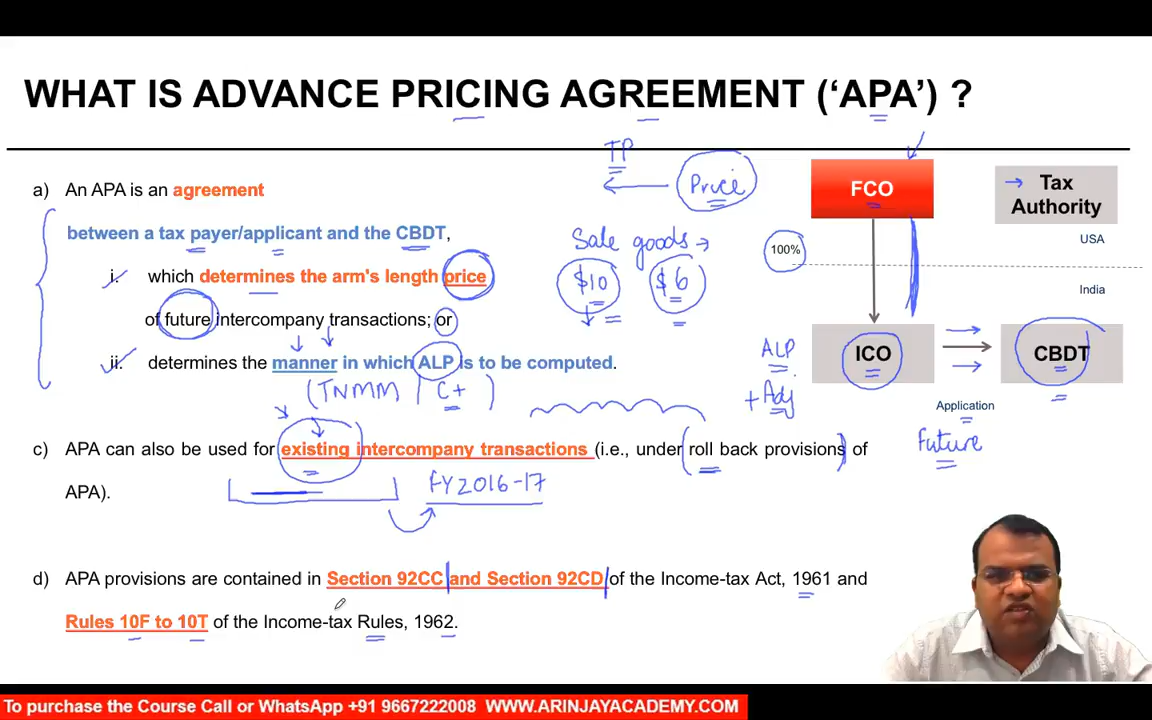 WHAT IS ADVANCE PRICING AGREEMENT (‘APA’) ?
TP
Price
a) An APA is an agreement
between a tax payer/applicant and the CBDT,
i. which determines the arm's length price
of future intercompany transactions; or
ii. determines the manner in which ALP is to be computed.
(TNMM / C+ )
Sale goods →
$10 $6
FCO
Tax
Authority
USA
100%
India
ICO
CBDT
ALP
+ Adj
Application
Future
c) APA can also be used for existing intercompany transactions (i.e., under roll back provisions of
APA).
FY2016-17
d) APA provisions are contained in Section 92CC and Section 92CD of the Income-tax Act, 1961 and
Rules 10F to 10T of the Income-tax Rules, 1962.
To purchase the Course Call or WhatsApp +91 9667222008 WWW.ARINJAYACADEMY.COM